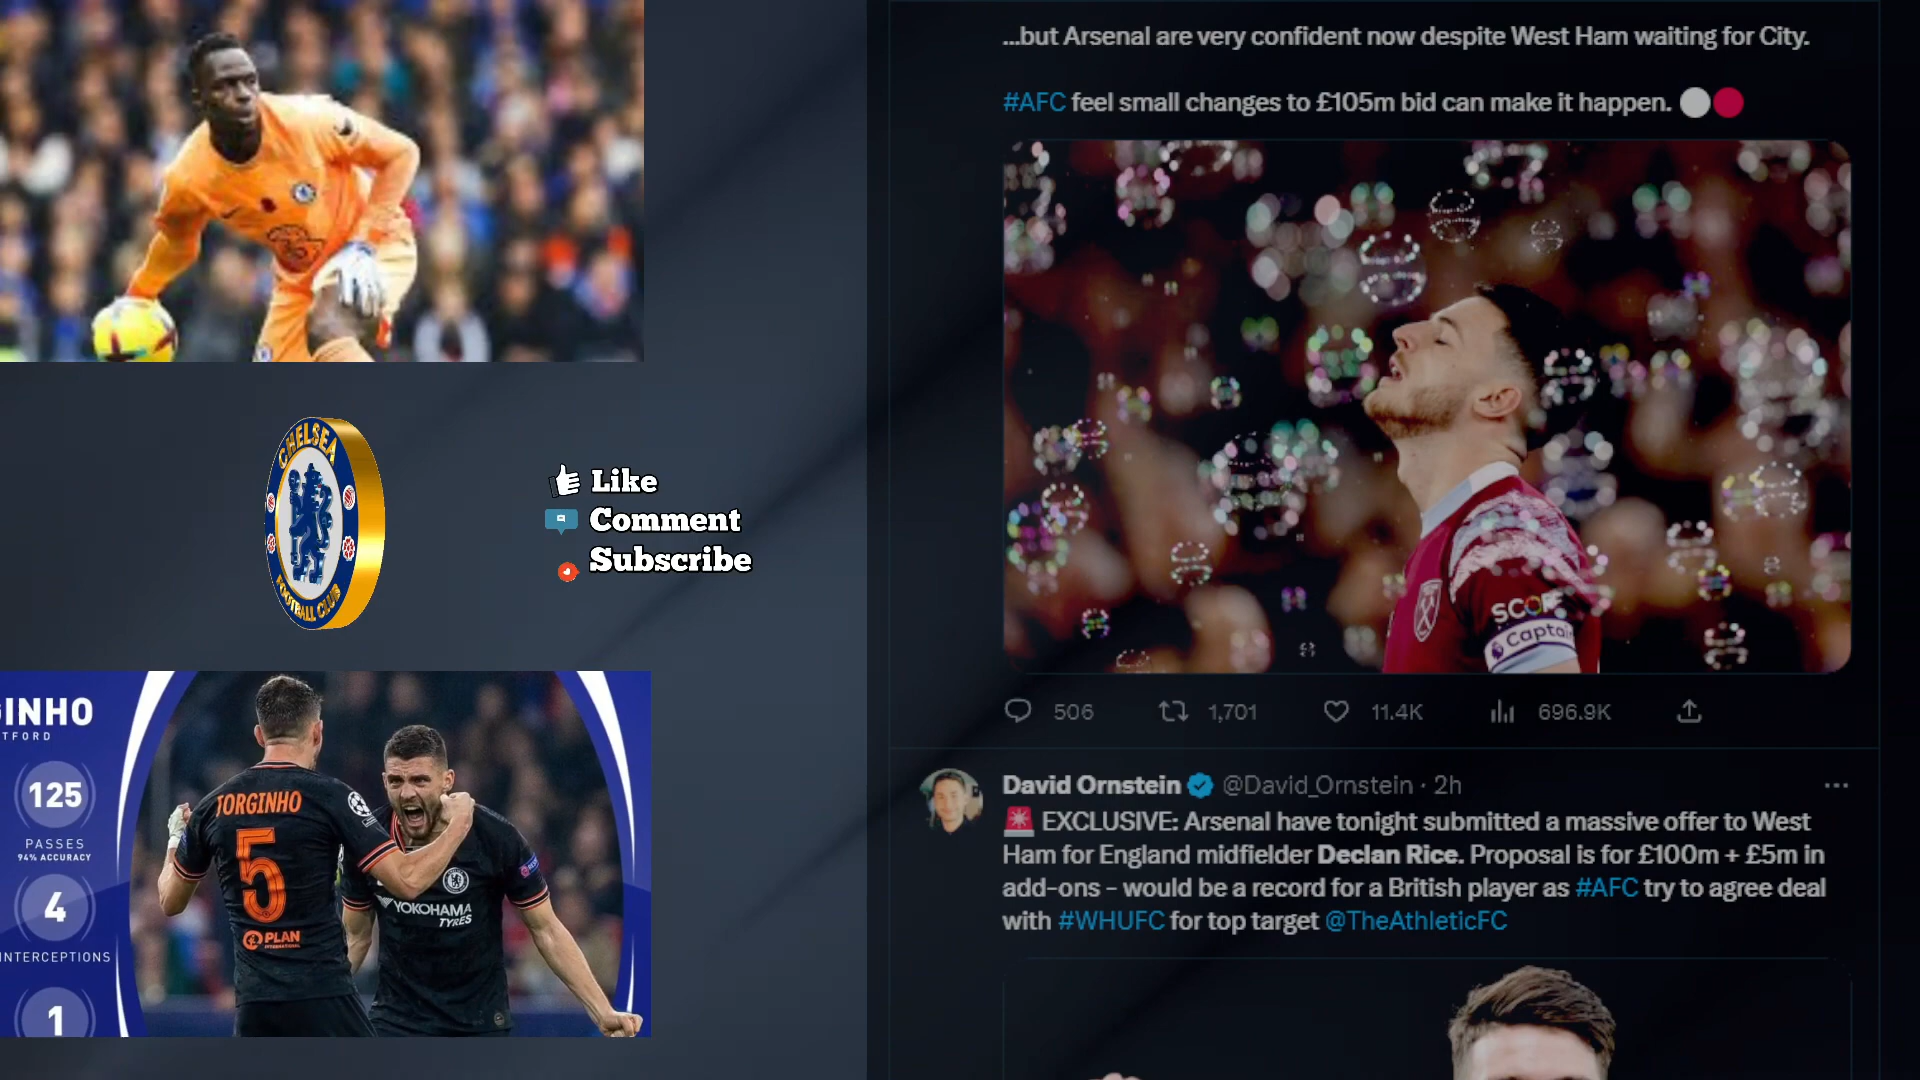 ...but Arsenal are very confident now despite West Ham waiting for City.
#AFC feel small changes to £105m bid can make it happen.
SCOPE
Captain
506 1,701 11.4K 696.9K
David Ornstein @David_Ornstein · 2h
EXCLUSIVE: Arsenal have tonight submitted a massive offer to West
Ham for England midfielder Declan Rice. Proposal is for £100m + £5m in
add-ons - would be a record for a British player as #AFC try to agree deal
with #WHUFC for top target @TheAthleticFC
CHELSEA
FOOTBALL CLUB
Like
Comment
Subscribe
GINHO
TFORD
125
PASSES
94% ACCURACY
4
INTERCEPTIONS
1
JORGINHO
5
PLAN
INTERNATIONAL
YOKOHAMA
TYRES